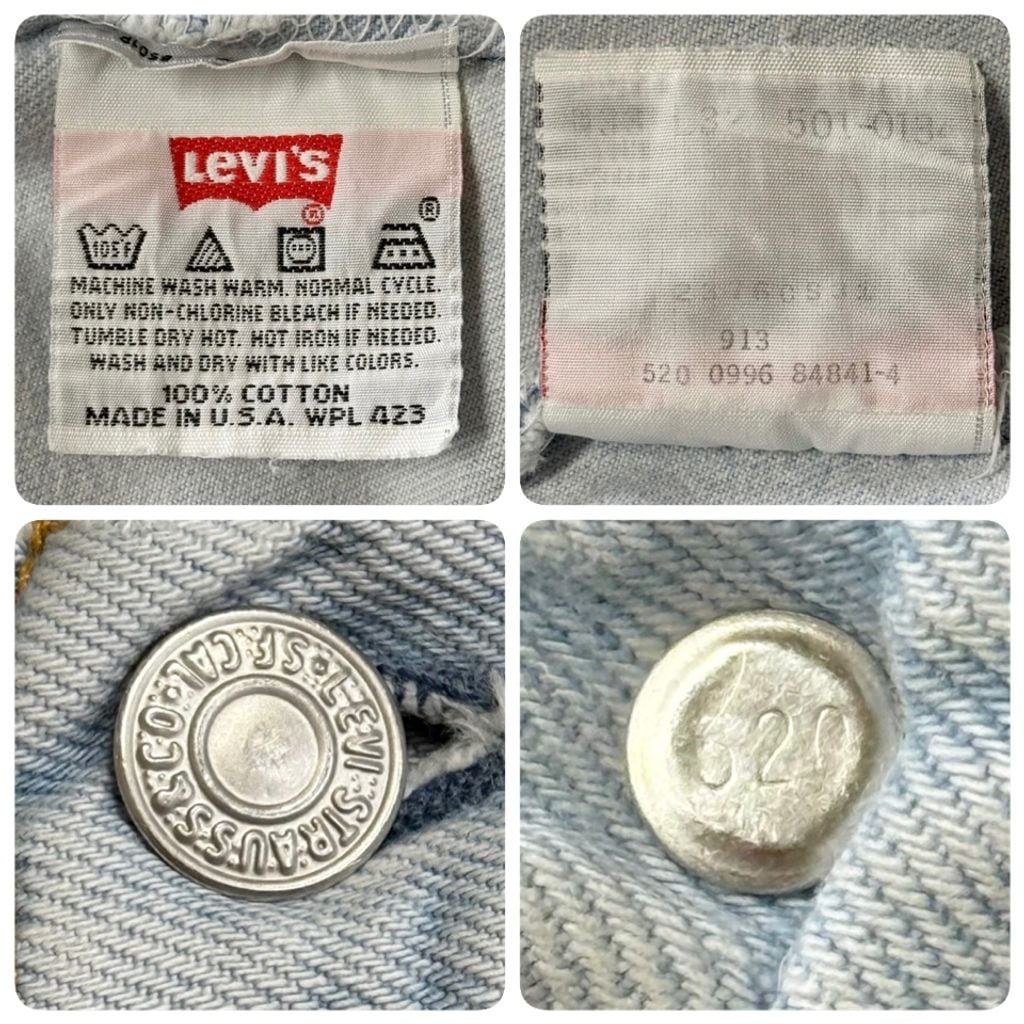 LEVI'S
®
105°F
MACHINE WASH WARM. NORMAL CYCLE.
ONLY NON-CHLORINE BLEACH IF NEEDED.
TUMBLE DRY HOT. HOT IRON IF NEEDED.
WASH AND DRY WITH LIKE COLORS.
100% COTTON
MADE IN U.S.A. WPL 423
501-013
913
520 0996 84841-4
LEVI STRAUSS & CO S.F. CAL
520